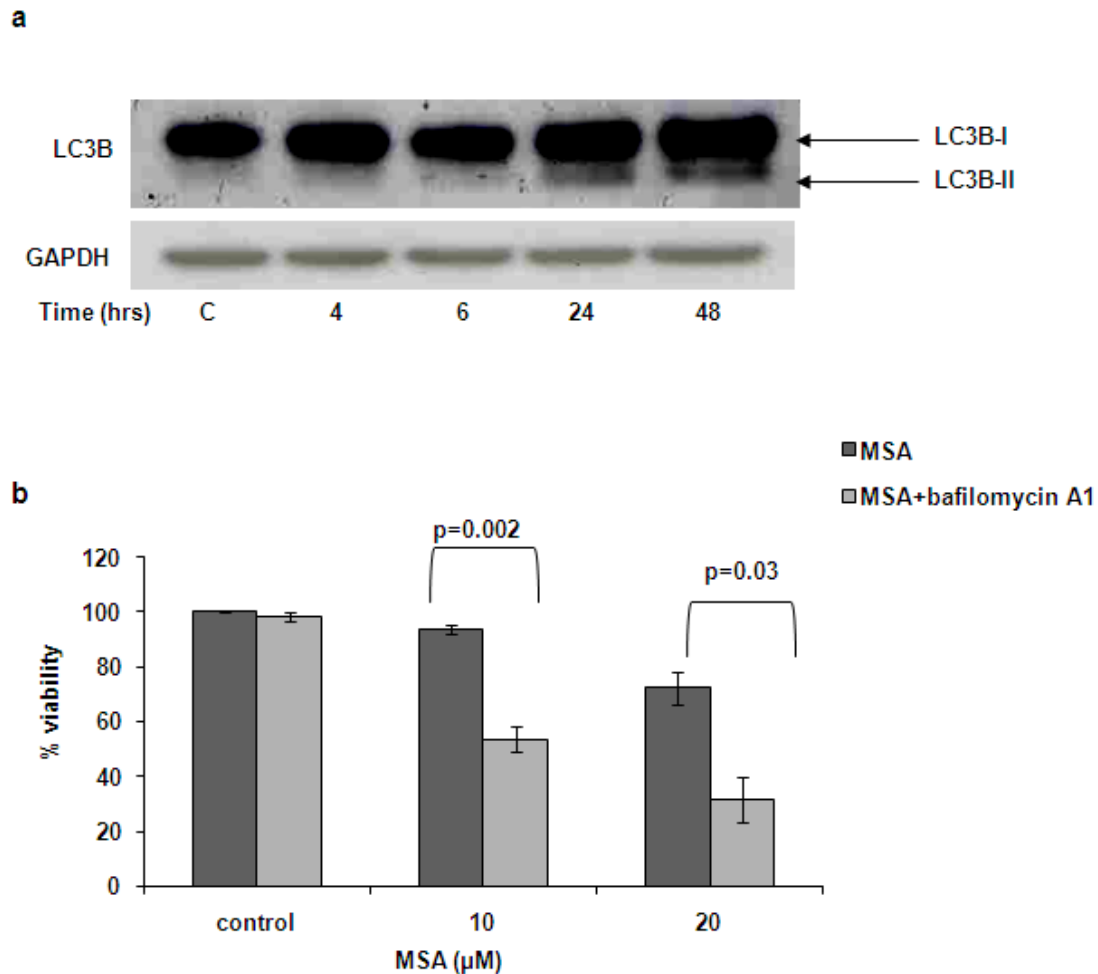 a
LC3B
LC3B-I
LC3B-II
GAPDH
Time (hrs) C 4 6 24 48
MSA
MSA+bafilomycin A1
b
p=0.002
p=0.03
120
100
80
60
40
20
0
% viability
control 10 20
MSA (µM)